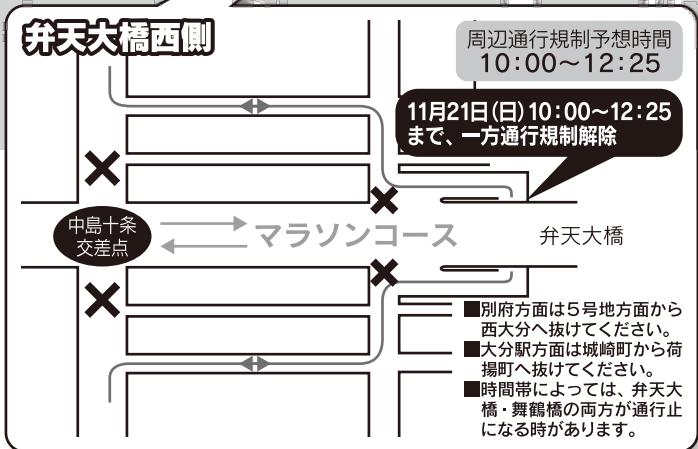 弁天大橋西側
周辺通行規制予想時間
10:00〜12:25
11月21日(日)10:00〜12:25
まで、一方通行規制解除
中島十条
交差点
マラソンコース
弁天大橋
■別府方面は5号地方面から
西大分へ抜けてください。
■大分駅方面は城崎町から荷
揚町へ抜けてください。
■時間帯によっては、弁天大
橋・舞鶴橋の両方が通行止
になる時があります。